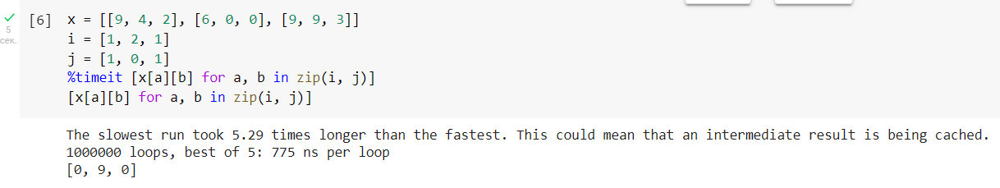 [6] x = [[9, 4, 2], [6, 0, 0], [9, 9, 3]]
5
сек.
i = [1, 2, 1]
j = [1, 0, 1]
%timeit [x[a][b] for a, b in zip(i, j)]
[x[a][b] for a, b in zip(i, j)]
The slowest run took 5.29 times longer than the fastest. This could mean that an intermediate result is being cached.
1000000 loops, best of 5: 775 ns per loop
[0, 9, 0]